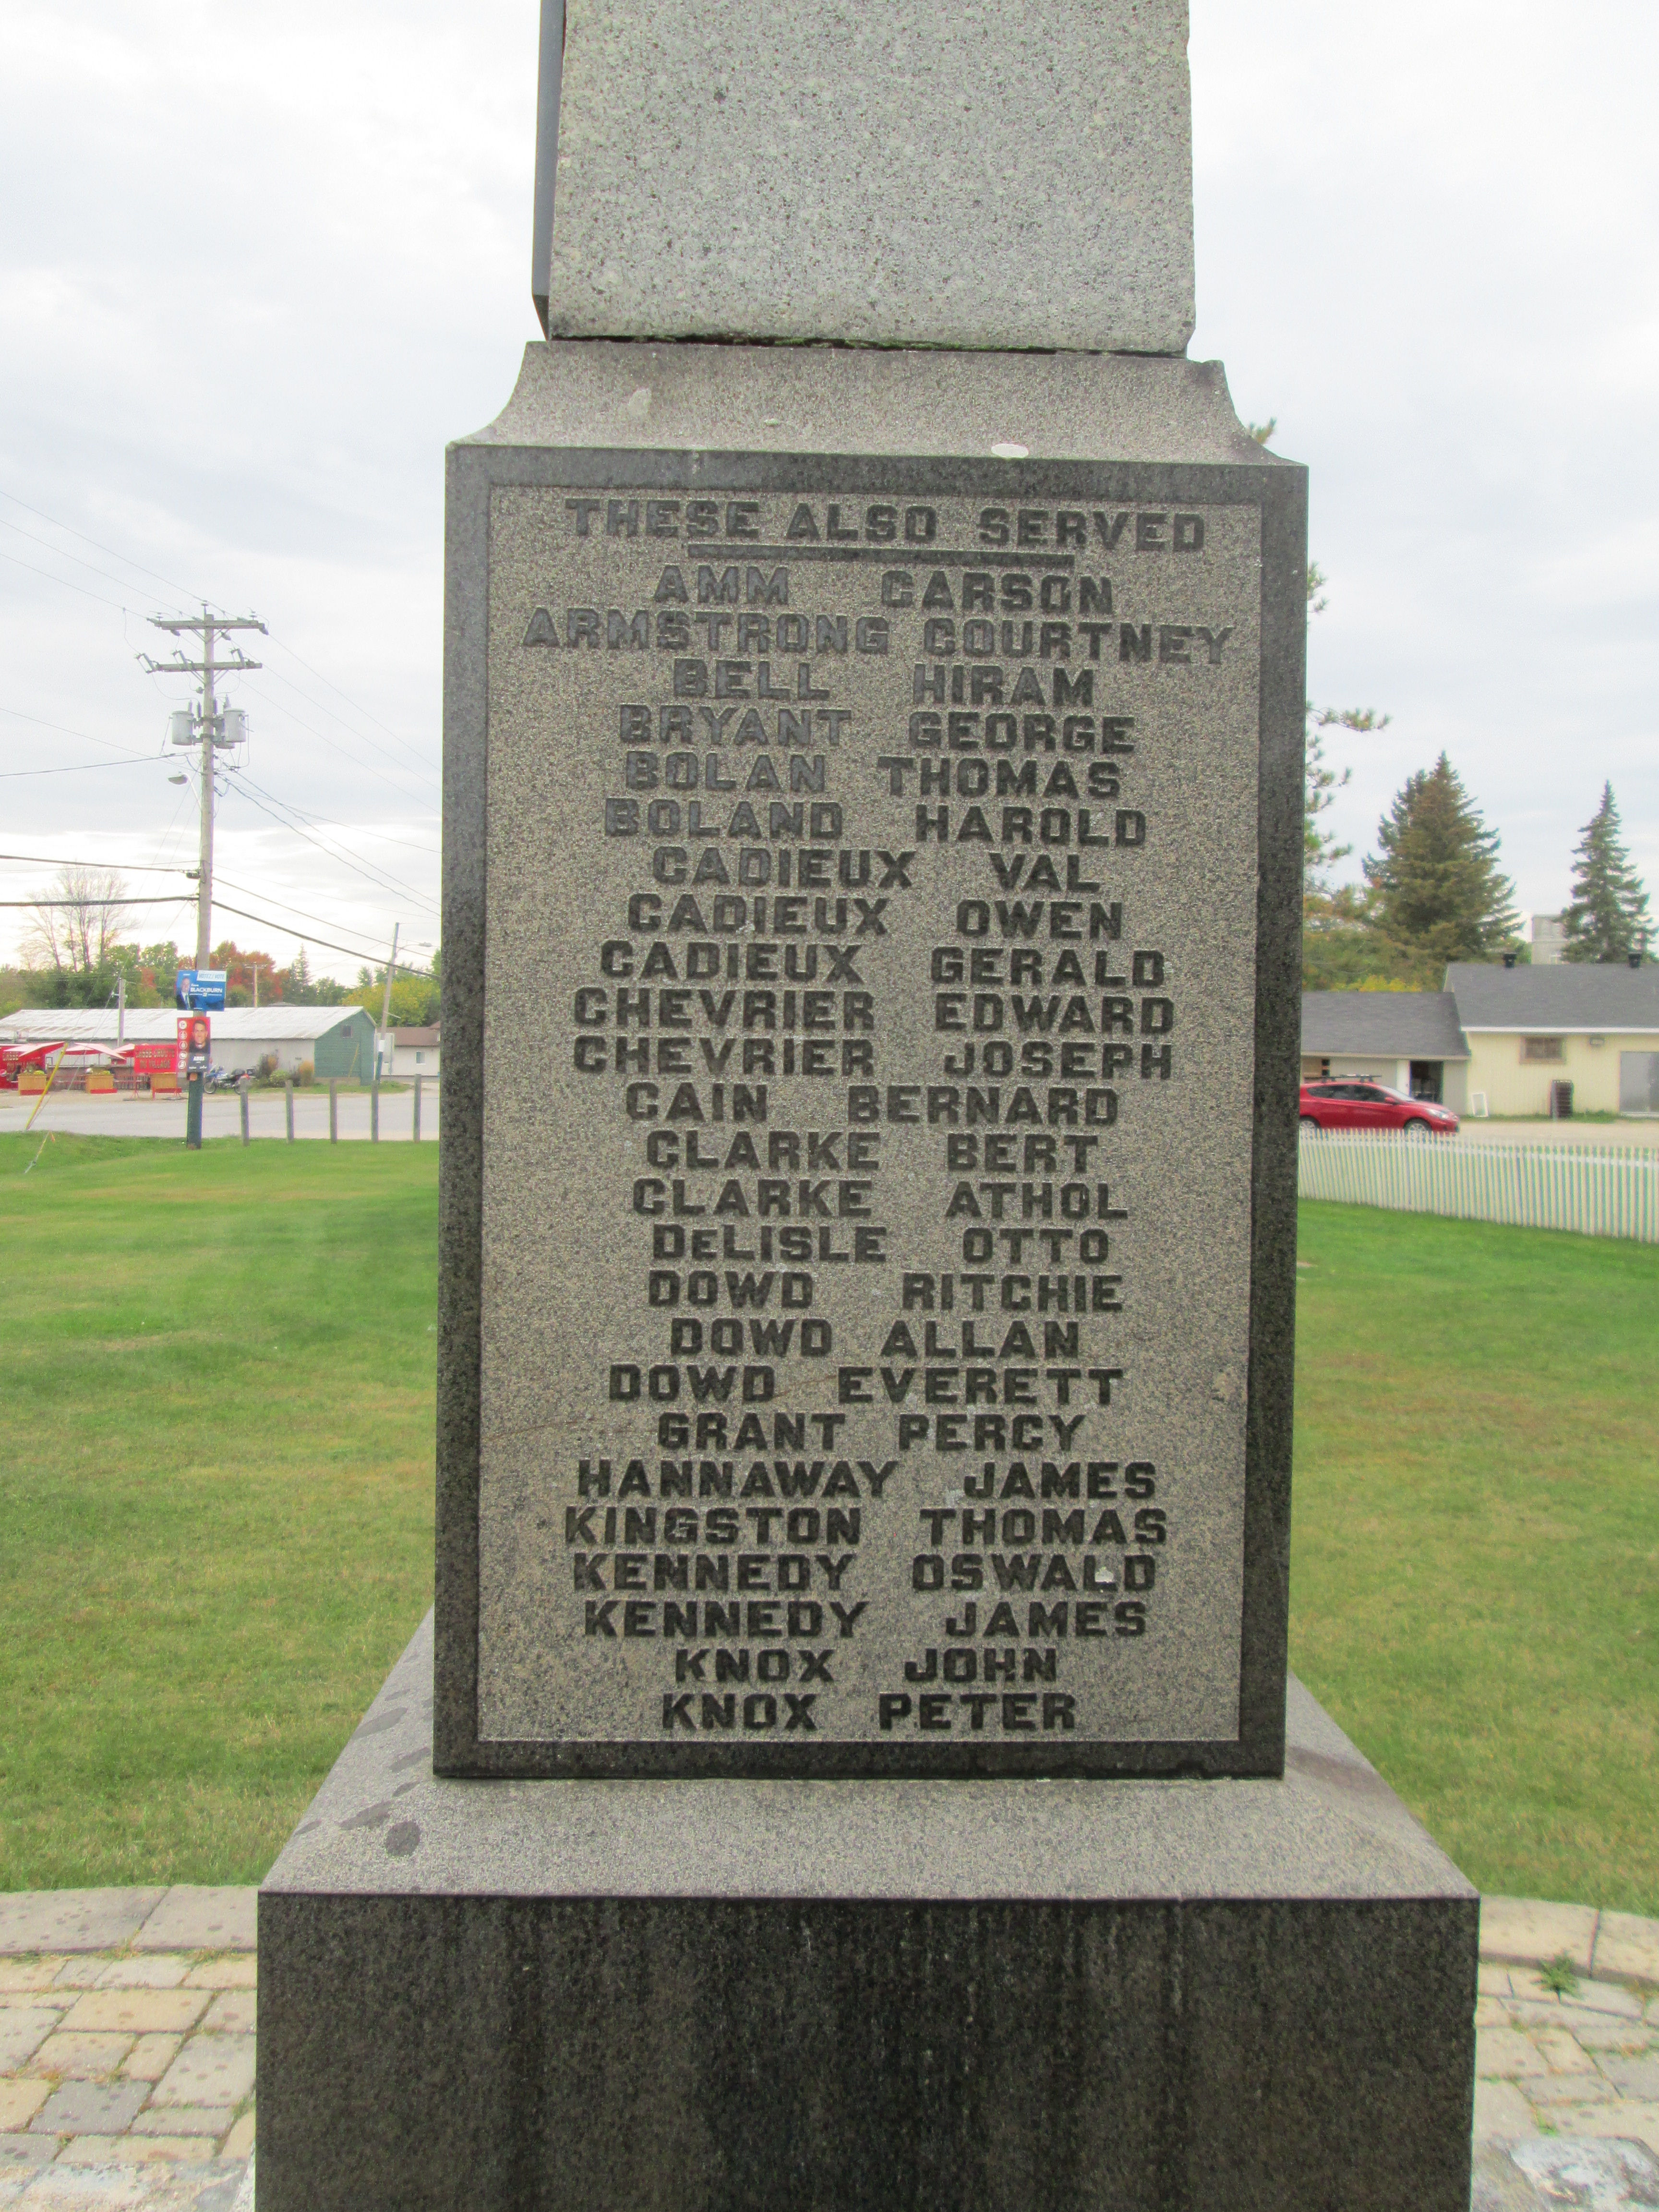 THESE ALSO SERVED
AMM CARSON
ARMSTRONG COURTNEY
BELL HIRAM
BRYANT GEORGE
BOLAN THOMAS
BOLAND HAROLD
CADIEUX VAL
CADIEUX OWEN
CADIEUX GERALD
CHEVRIER EDWARD
CHEVRIER JOSEPH
CAIN BERNARD
CLARKE BERT
CLARKE ATHOL
DeLISLE OTTO
DOWD RITCHIE
DOWD ALLAN
DOWD EVERETT
GRANT PERCY
HANNAWAY JAMES
KINGSTON THOMAS
KENNEDY OSWALD
KENNEDY JAMES
KNOX JOHN
KNOX PETER
BLACKBURN